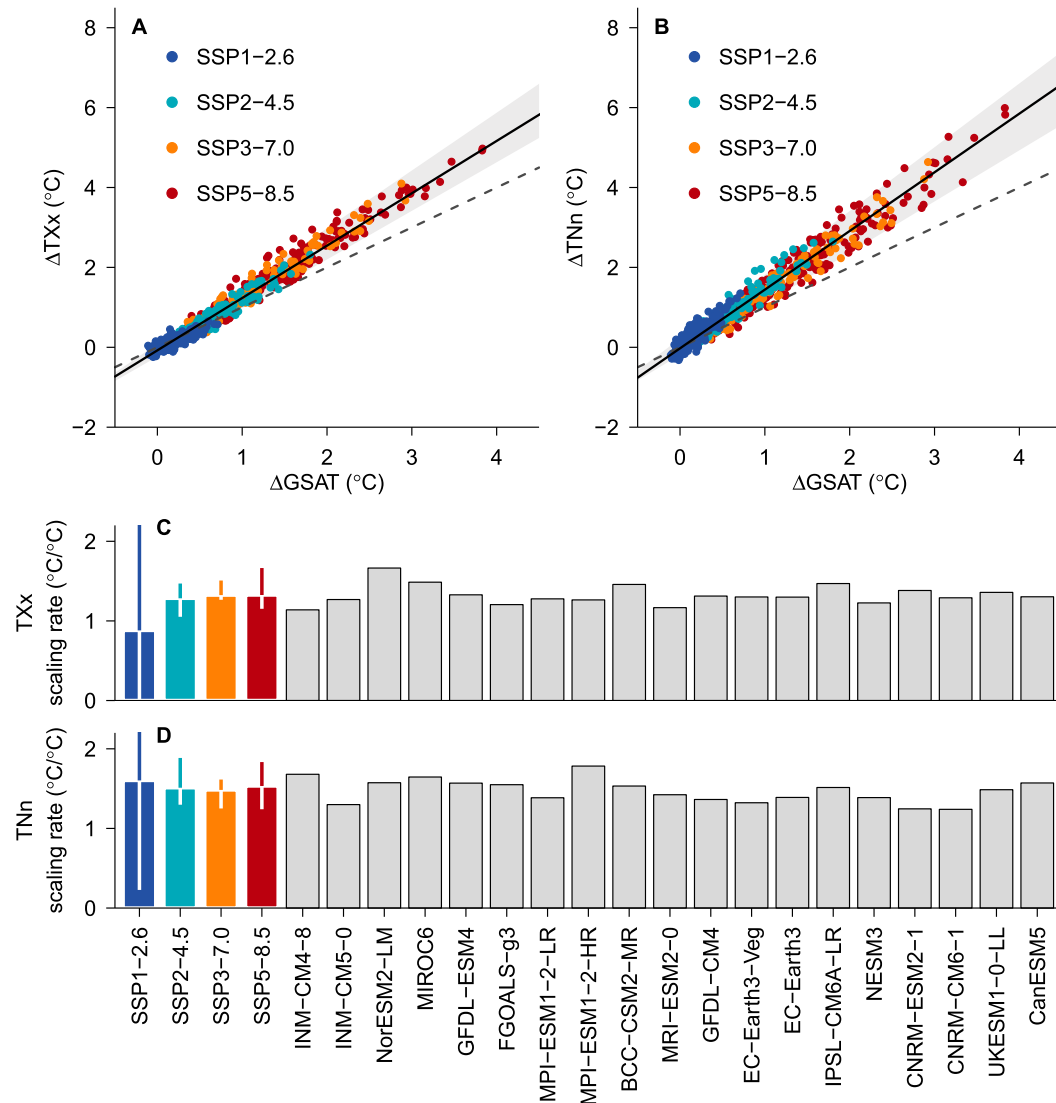 A
SSP1−2.6
SSP2−4.5
SSP3−7.0
SSP5−8.5
ΔTXx (°C)
8
6
4
2
0
−2
0
1
2
3
4
ΔGSAT (°C)
B
SSP1−2.6
SSP2−4.5
SSP3−7.0
SSP5−8.5
ΔTNn (°C)
8
6
4
2
0
−2
0
1
2
3
4
ΔGSAT (°C)
C
TXx
scaling rate (°C/°C)
2
1
0
D
TNn
scaling rate (°C/°C)
2
1
0
SSP1−2.6
SSP2−4.5
SSP3−7.0
SSP5−8.5
INM−CM4−8
INM−CM5−0
NorESM2−LM
MIROC6
GFDL−ESM4
FGOALS−g3
MPI−ESM1−2−LR
MPI−ESM1−2−HR
BCC−CSM2−MR
MRI−ESM2−0
GFDL−CM4
EC−Earth3−Veg
EC−Earth3
IPSL−CM6A−LR
NESM3
CNRM−ESM2−1
CNRM−CM6−1
UKESM1−0−LL
CanESM5